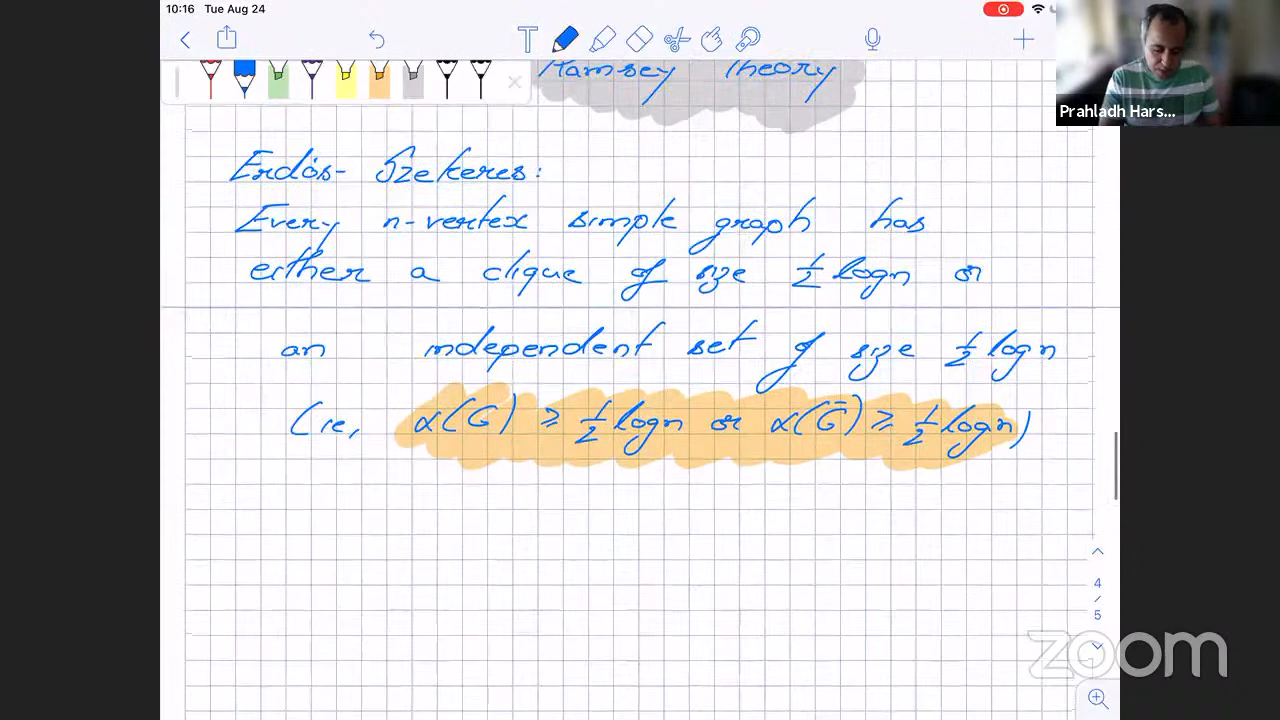 10:16 Tue Aug 24
Ramsey Theory
Prahladh Hars...
Erdős- Szekeres:
Every n-vertex simple graph has
either a clique of size ½ log n or
an independent set of size ½ log n
(ie, α(G) ≥ ½ log n or α(Ḡ) ≥ ½ log n)
4
/
5
zoom